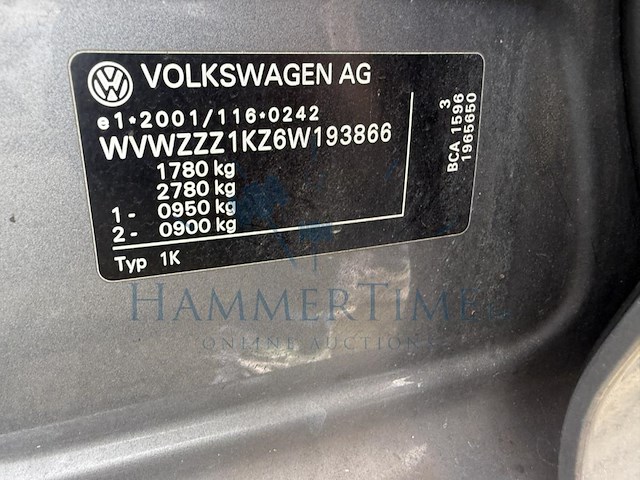 VOLKSWAGEN AG
e1*2001/116*0242
WVWZZZ1KZ6W193866
1780 kg
2780 kg
1- 0950 kg
2- 0900 kg
Typ 1K
3
BCA 1596
1965650
HAMMERTIME
ONLINE AUCTIONS